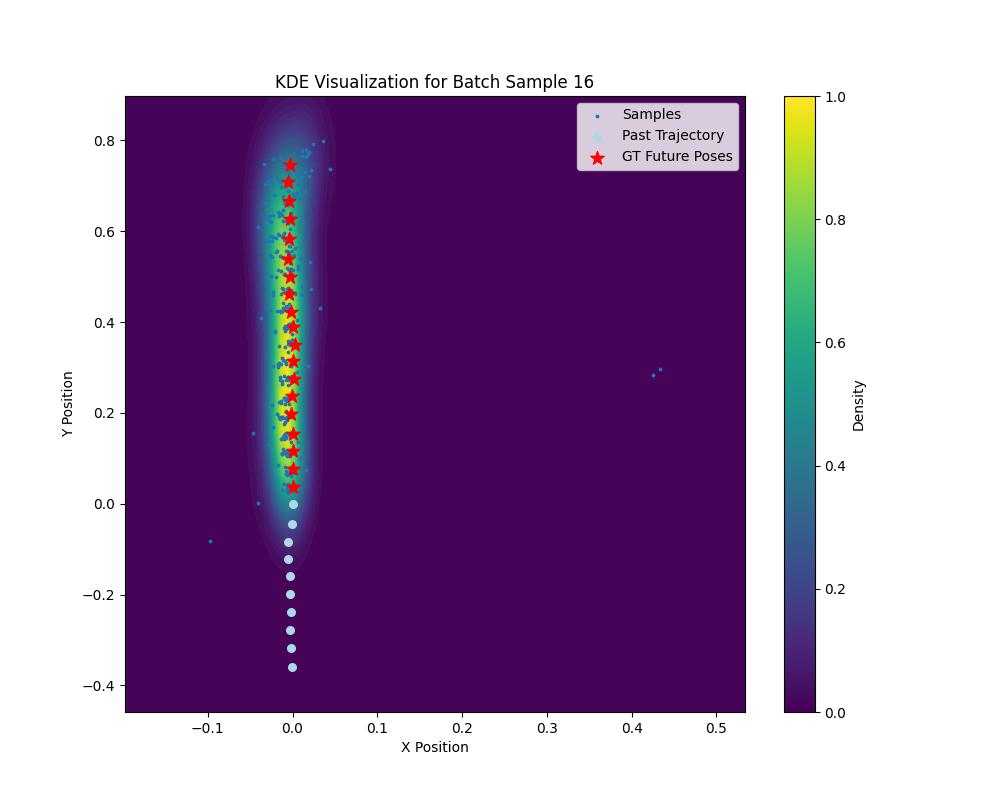 KDE Visualization for Batch Sample 16
Samples
Past Trajectory
GT Future Poses
0.8
0.6
0.4
0.2
0.0
−0.2
−0.4
Y Position
−0.1
0.0
0.1
0.2
0.3
0.4
0.5
X Position
1.0
0.8
0.6
0.4
0.2
0.0
Density